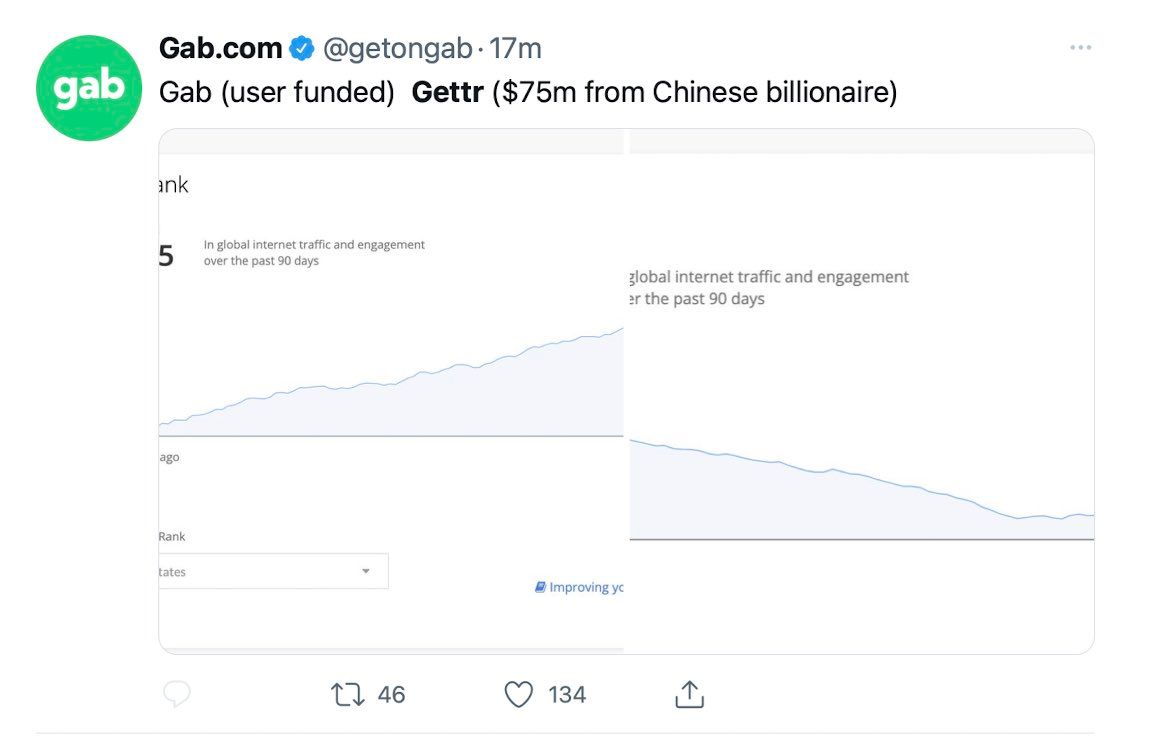 gab
Gab.com @getongab · 17m
Gab (user funded) Gettr ($75m from Chinese billionaire)
ank
5
In global internet traffic and engagement
over the past 90 days
ago
Rank
tates
Improving yo
global internet traffic and engagement
er the past 90 days
46
134